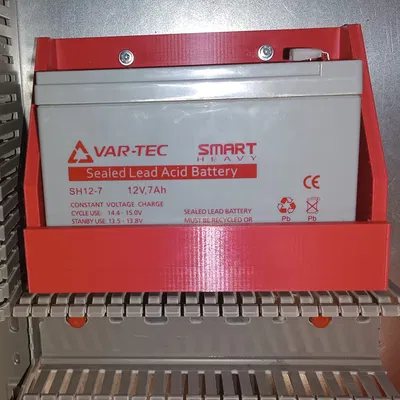 VAR-TEC
SMART
HEAVY
Sealed Lead Acid Battery
SH12-7 12V,7Ah
CE
CONSTANT VOLTAGE CHARGE
CYCLE USE: 14.4 - 15.0V
STANBY USE: 13.5 - 13.8V
SEALED LEAD BATTERY
MUST BE RECYCLED OR
Pb Pb